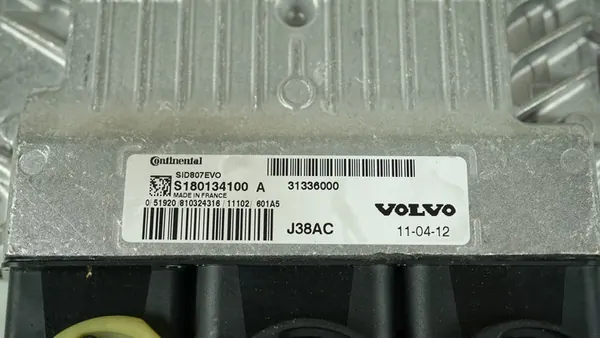 Continental
SID807EVO
S180134100 A 31336000
MADE IN FRANCE
0 51920 810324316 11102 601A5
VOLVO
J38AC 11-04-12